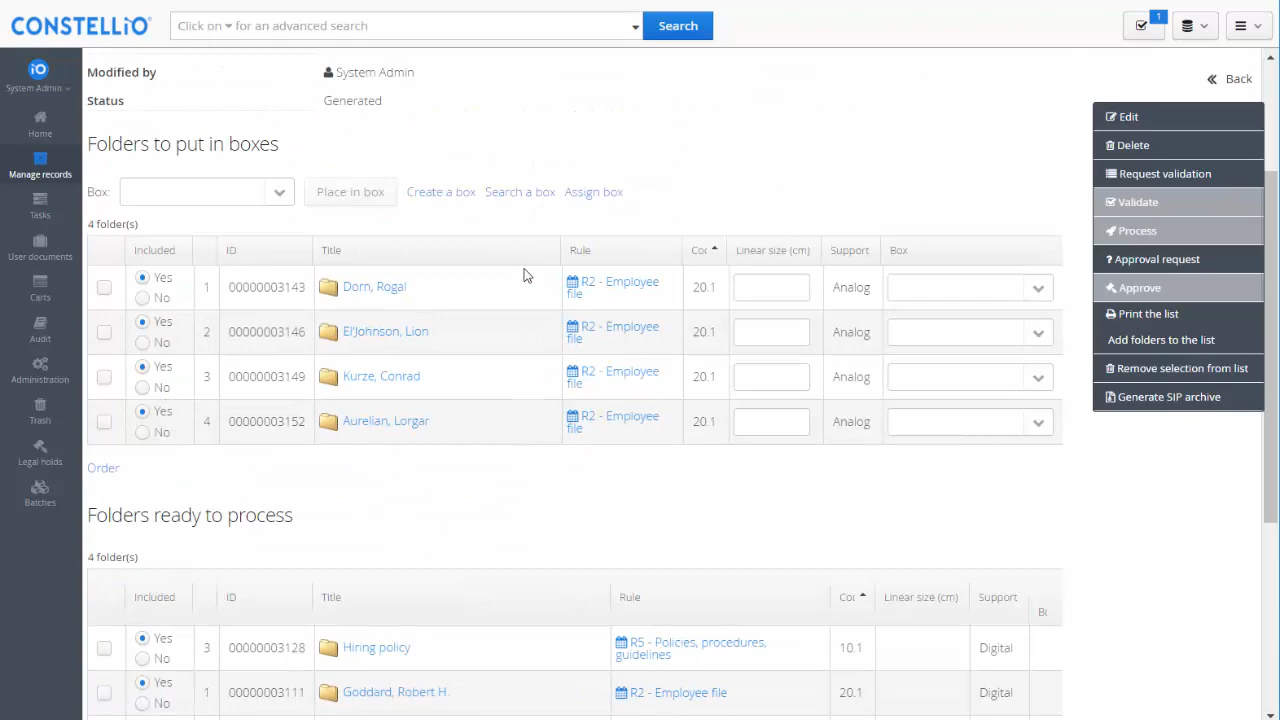 CONSTELLiO
Click on for an advanced search
Search
1
System Admin
Home
Manage records
Tasks
User documents
Carts
Audit
Administration
Trash
Legal holds
Batches
Modified by System Admin
Status Generated
Back
Edit
Delete
Request validation
Validate
Process
? Approval request
Approve
Print the list
Add folders to the list
Remove selection from list
Generate SIP archive
Folders to put in boxes
Box: Place in box Create a box Search a box Assign box
4 folder(s)
Included ID Title Rule Linear size (cm) Support Box
Yes
No
1 00000003143 Dorn, Rogal R2 - Employee
file
20.1 Analog
Yes
No
2 00000003146 El'Johnson, Lion R2 - Employee
file
20.1 Analog
Yes
No
3 00000003149 Kurze, Conrad R2 - Employee
file
20.1 Analog
Yes
No
4 00000003152 Aurelian, Lorgar R2 - Employee
file
20.1 Analog
Order
Folders ready to process
4 folder(s)
Included ID Title Rule Linear size (cm) Support
Yes
No
3 00000003128 Hiring policy R5 - Policies, procedures,
guidelines
10.1 Digital
Yes
No
1 00000003111 Goddard, Robert H. R2 - Employee file 20.1 Digital